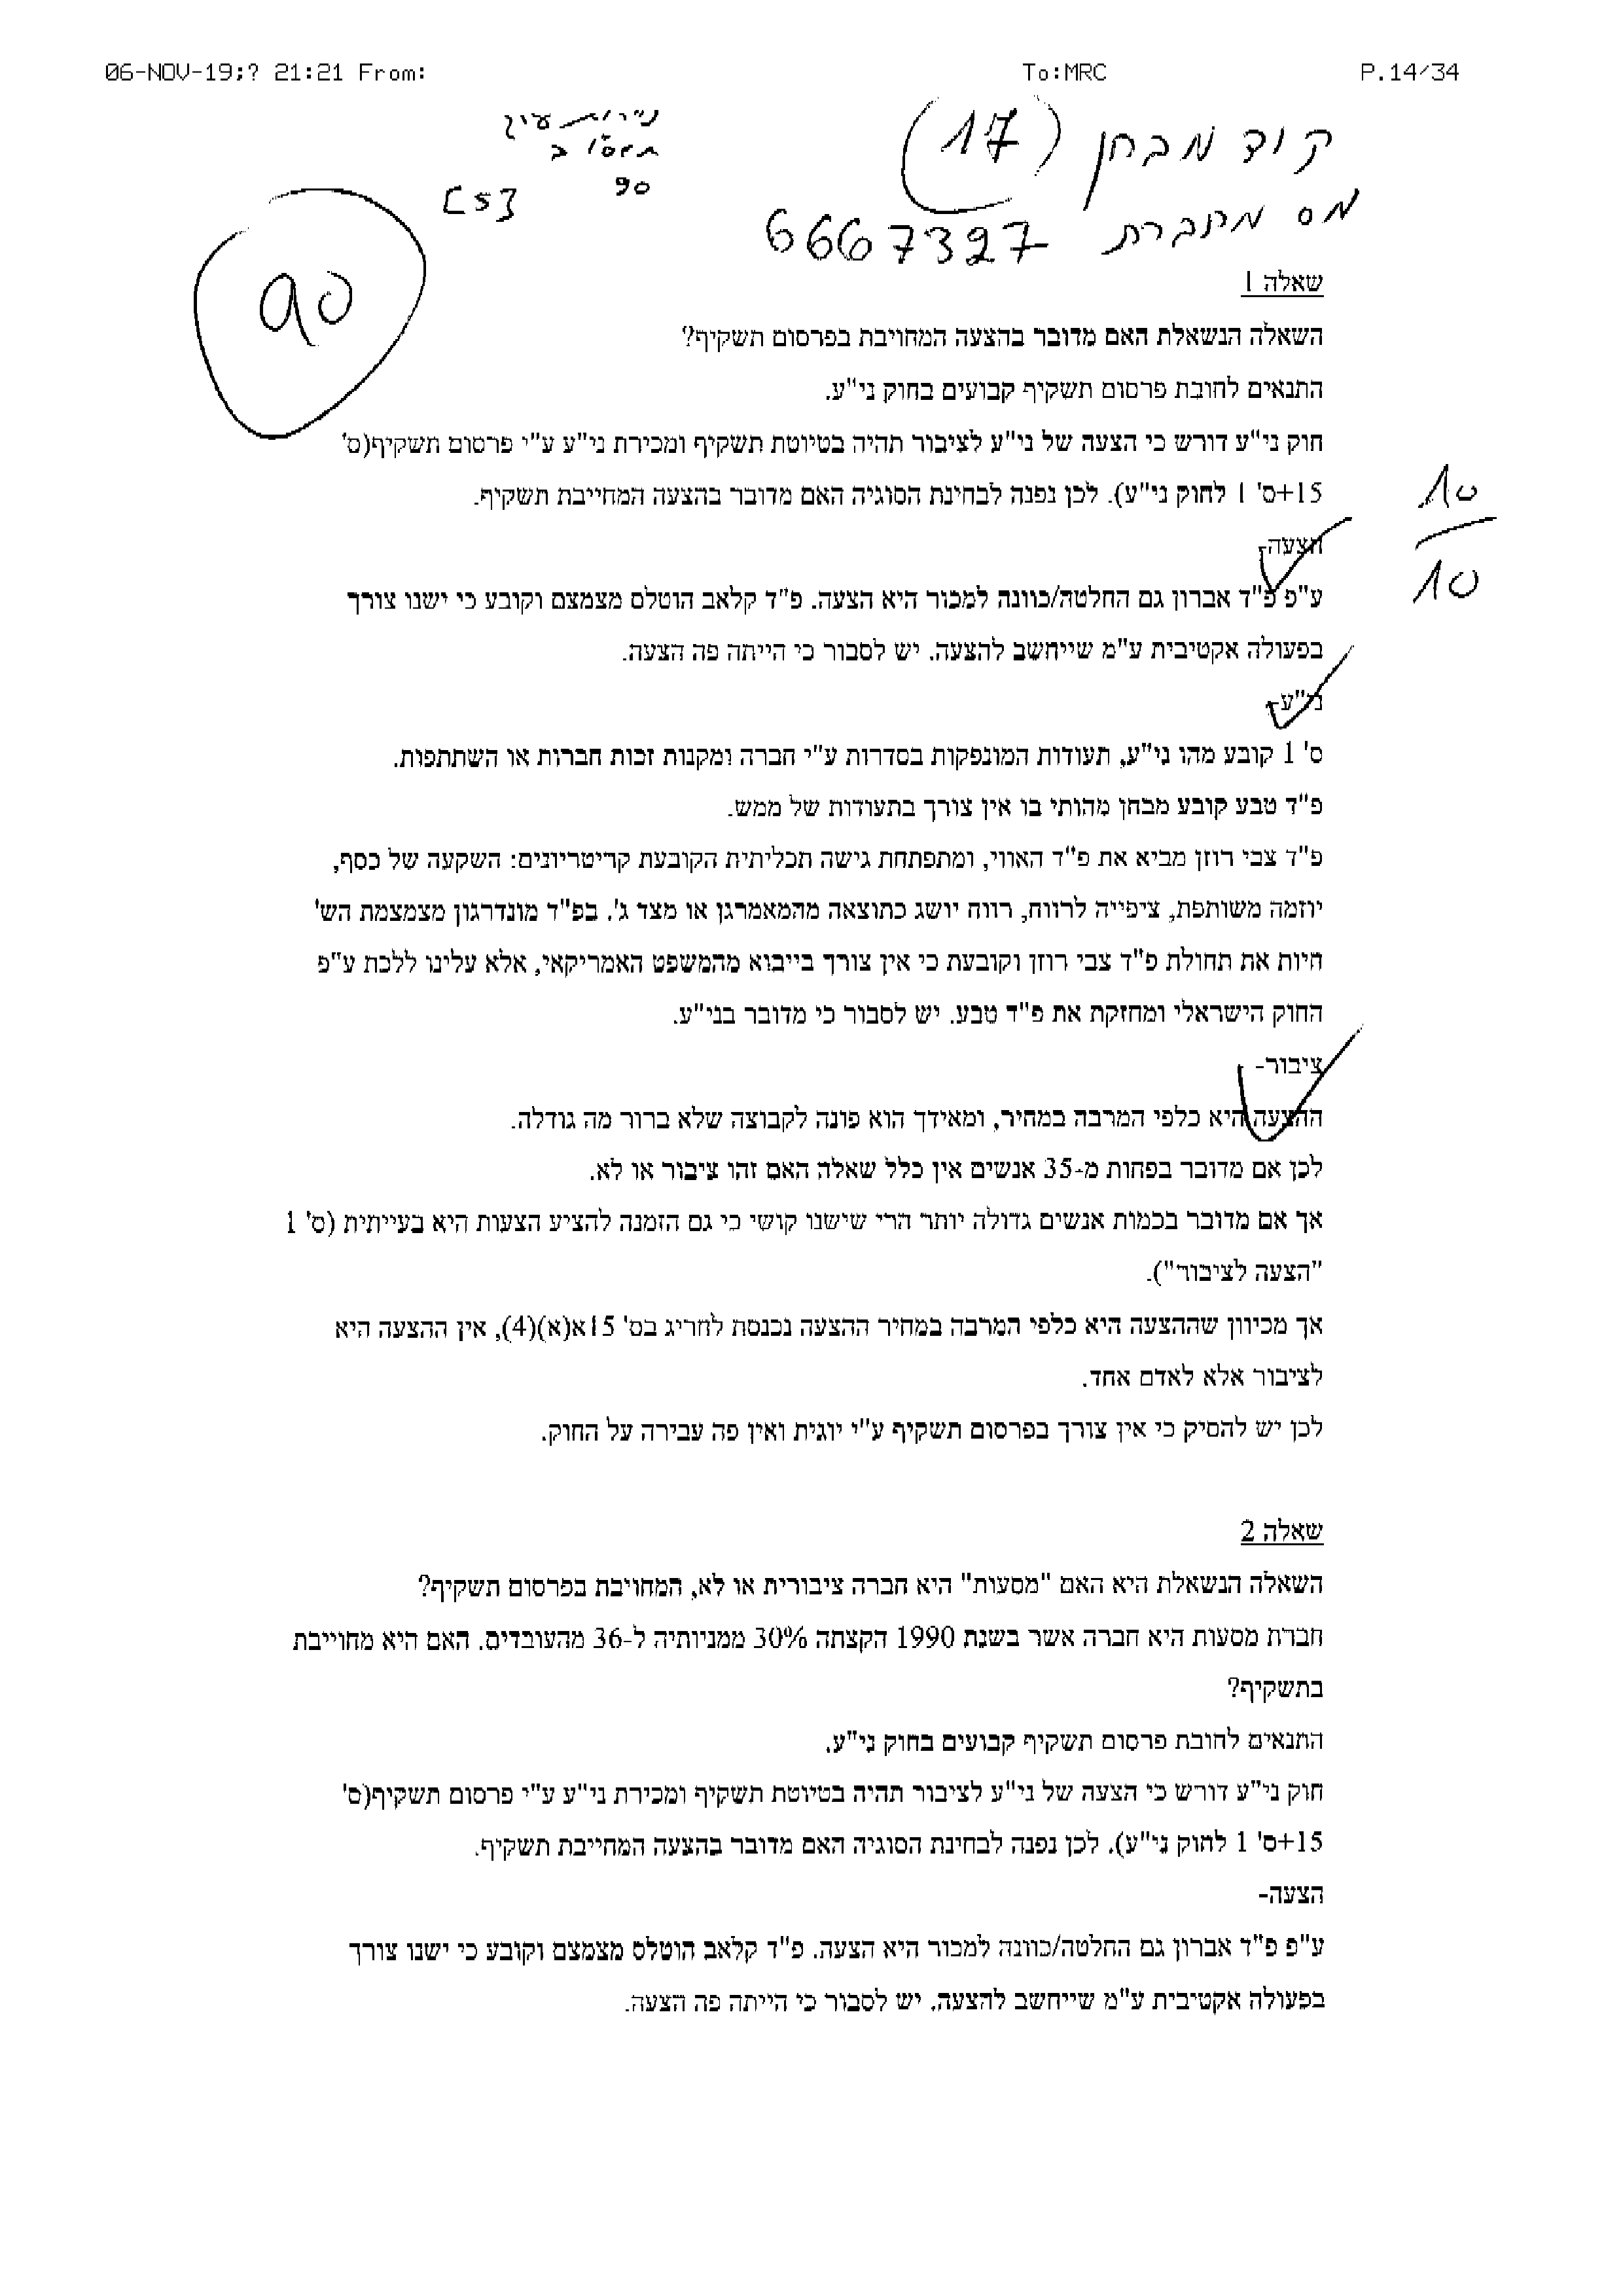 06-NOV-19;? 21:21 From: To:MRC P.14/34
ניירות ערך
90
[5]
קוד מבחן (17)
מס מחברת 6667327
90
שאלה 1
השאלה הנשאלת האם מדובר בהצעה המחויבת בפרסום תשקיף?
התנאים לחובת פרסום תשקיף קבועים בחוק ני"ע.
חוק ני"ע דורש כי הצעה של ני"ע לציבור תהיה בטיוטת תשקיף ומכירת ני"ע ע"י פרסום תשקיף(ס'
15+ס' 1 לחוק ני"ע). לכן נפנה לבחינת הסוגיה האם מדובר בהצעה המחייבת תשקיף.
10
10
הצעה-
ע"פ פ"ד אברון גם החלטה/כוונה למכור היא הצעה. פ"ד קלאב הוטלס מצמצם וקובע כי ישנו צורך
בפעולה אקטיבית ע"מ שייחשב להצעה. יש לסבור כי הייתה פה הצעה.
ני"ע-
ס' 1 קובע מהו ני"ע, תעודות המונפקות בסדרות ע"י חברה ומקנות זכות חברות או השתתפות.
פ"ד טבע קובע מבחן מהותי בו אין צורך בתעודות של ממש.
פ"ד צבי רוזן מביא את פ"ד האווי, ומתפתחת גישה תכליתית הקובעת קריטריונים: השקעה של כסף,
יוזמה משותפת, ציפייה לרווח, רווח יושג כתוצאה מהמאמרגן או מצד ג'. בפ"ד מונדרגון מצמצמת הש'
חיות את תחולת פ"ד צבי רוזן וקובעת כי אין צורך בייבוא מהמשפט האמריקאי, אלא עלינו ללכת ע"פ
החוק הישראלי ומחזקת את פ"ד טבע. יש לסבור כי מדובר בני"ע.
ציבור-
ההצעה היא כלפי המרבה במחיר, ומאידך הוא פונה לקבוצה שלא ברור מה גודלה.
לכן אם מדובר בפחות מ-35 אנשים אין כלל שאלה האם זהו ציבור או לא.
אך אם מדובר בכמות אנשים גדולה יותר הרי שישנו קושי כי גם הזמנה להציע הצעות היא בעייתית (ס' 1
"הצעה לציבור").
אך מכיוון שההצעה היא כלפי המרבה במחיר ההצעה נכנסת לחריג בס' 15א(א)(4), אין ההצעה היא
לציבור אלא לאדם אחד.
לכן יש להסיק כי אין צורך בפרסום תשקיף ע"י יוגית ואין פה עבירה על החוק.
שאלה 2
השאלה הנשאלת היא האם "מסעות" היא חברה ציבורית או לא, המחויבת בפרסום תשקיף?
חברת מסעות היא חברה אשר בשנת 1990 הקצתה 30% ממניותיה ל-36 מהעובדים. האם היא מחוייבת
בתשקיף?
התנאים לחובת פרסום תשקיף קבועים בחוק ני"ע.
חוק ני"ע דורש כי הצעה של ני"ע לציבור תהיה בטיוטת תשקיף ומכירת ני"ע ע"י פרסום תשקיף(ס'
15+ס' 1 לחוק ני"ע). לכן נפנה לבחינת הסוגיה האם מדובר בהצעה המחייבת תשקיף.
הצעה-
ע"פ פ"ד אברון גם החלטה/כוונה למכור היא הצעה. פ"ד קלאב הוטלס מצמצם וקובע כי ישנו צורך
בפעולה אקטיבית ע"מ שייחשב להצעה. יש לסבור כי הייתה פה הצעה.